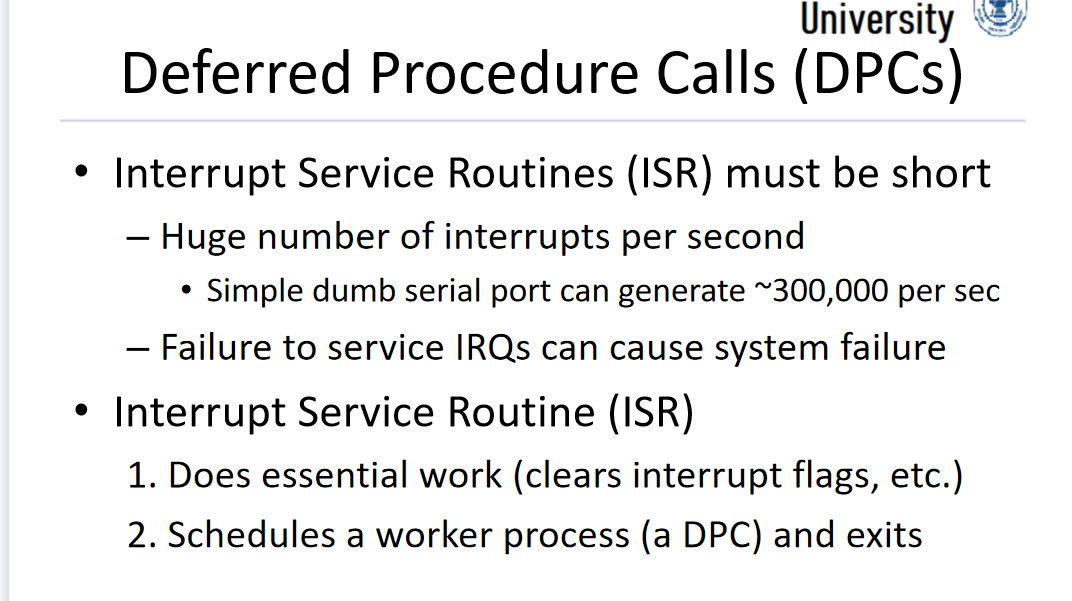 University
Deferred Procedure Calls (DPCs)
• Interrupt Service Routines (ISR) must be short
– Huge number of interrupts per second
• Simple dumb serial port can generate ~300,000 per sec
– Failure to service IRQs can cause system failure
• Interrupt Service Routine (ISR)
1. Does essential work (clears interrupt flags, etc.)
2. Schedules a worker process (a DPC) and exits